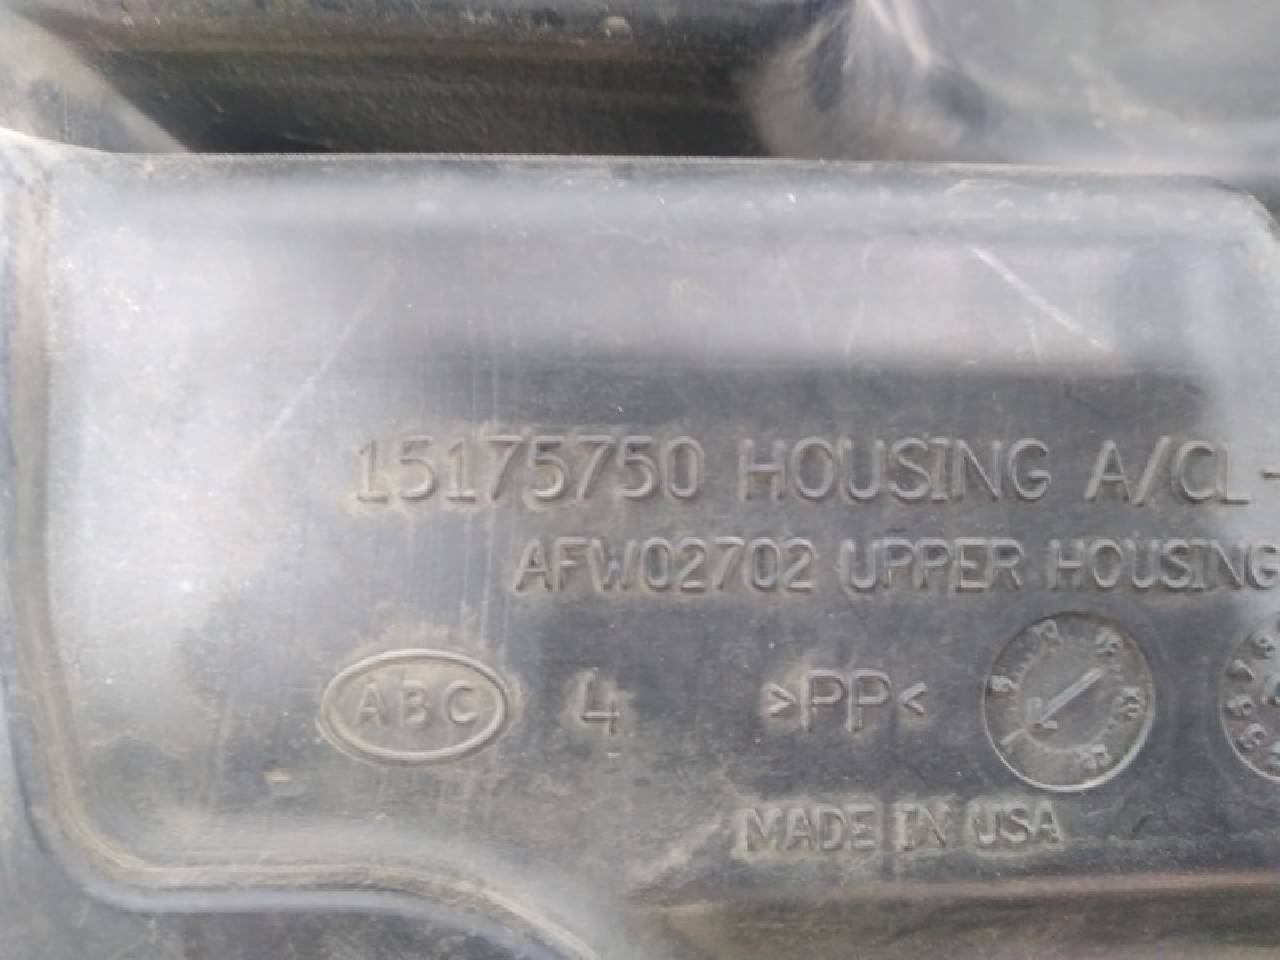 15175750 HOUSING A/CL-
AFW02702 UPPER HOUSING
ABC 4 >PP<
MADE IN USA